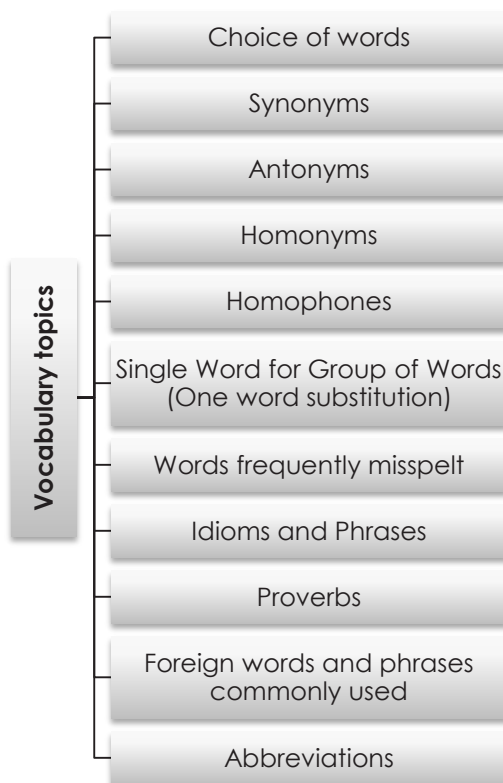 Vocabulary topics
Choice of words
Synonyms
Antonyms
Homonyms
Homophones
Single Word for Group of Words
(One word substitution)
Words frequently misspelt
Idioms and Phrases
Proverbs
Foreign words and phrases
commonly used
Abbreviations